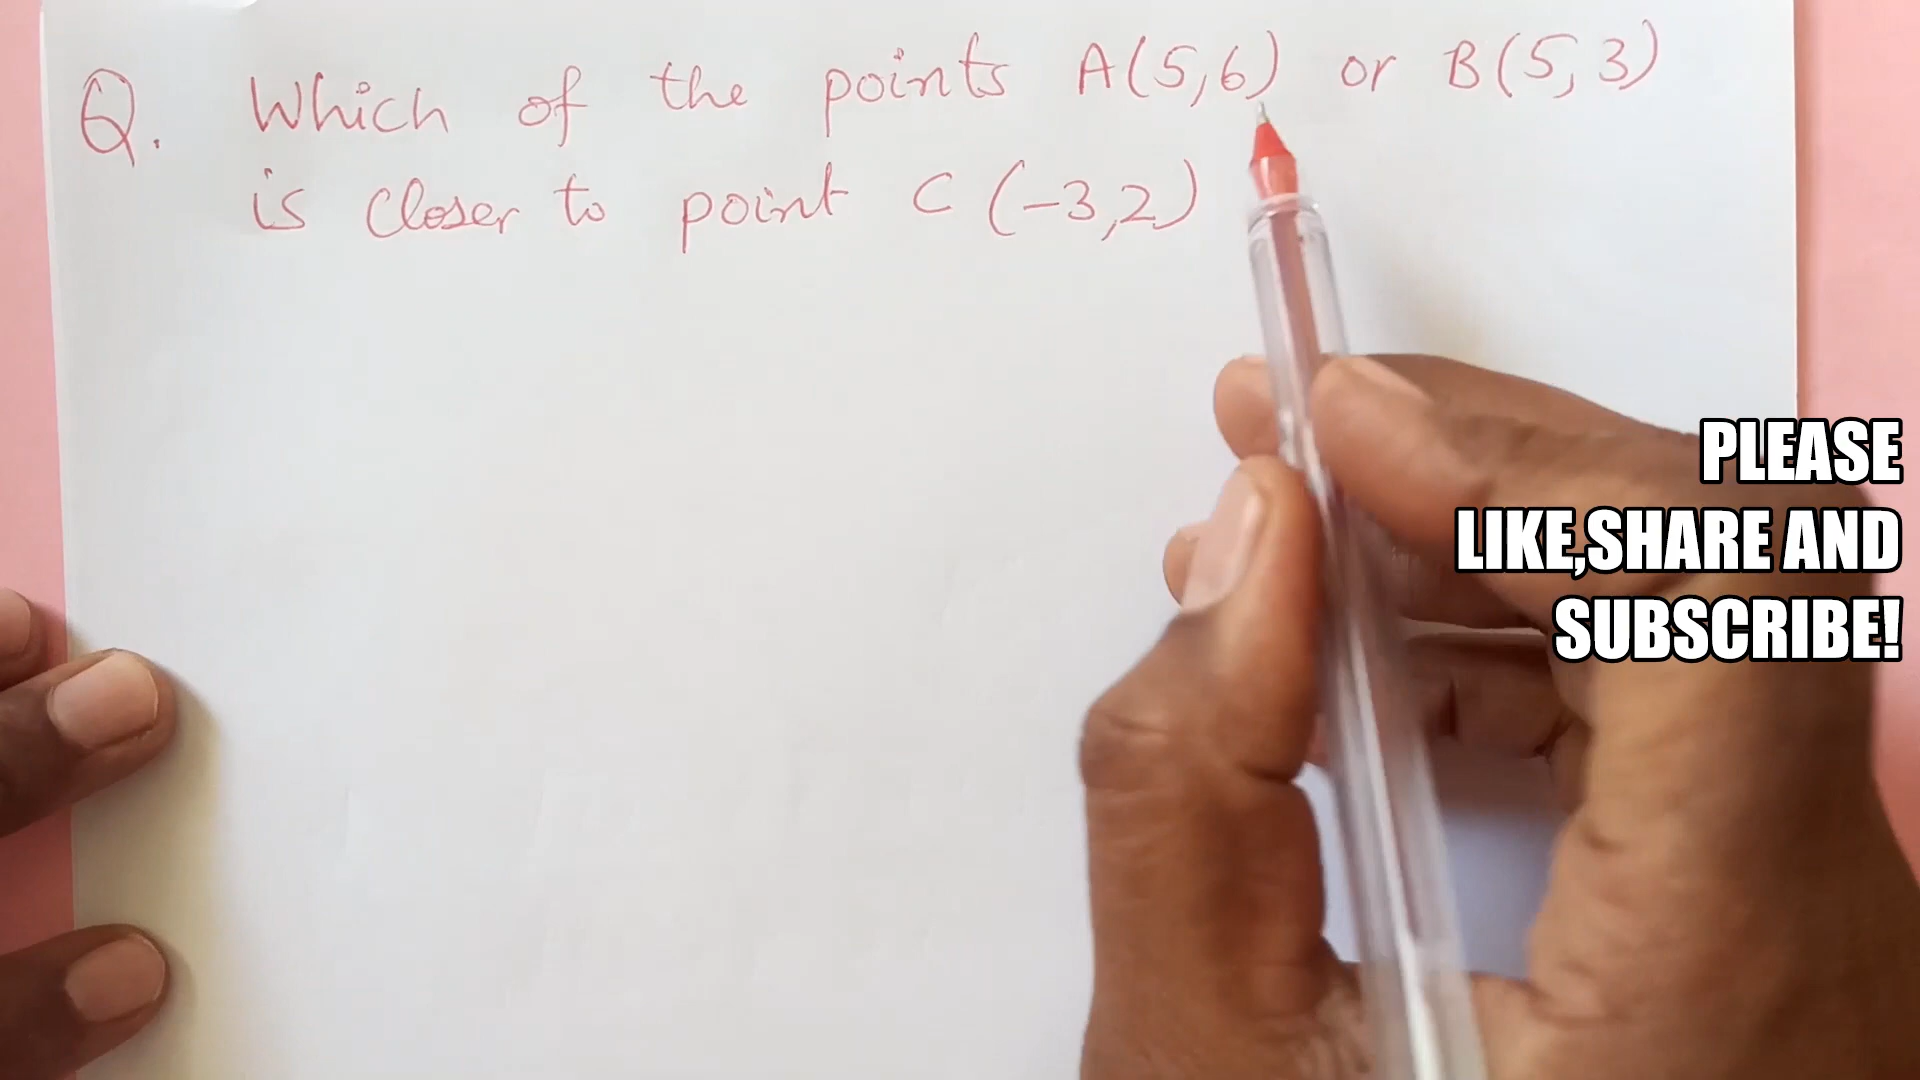 Q. Which of the points A(5,6) or B(5,3)
is closer to point C (-3,2)
PLEASE
LIKE,SHARE AND
SUBSCRIBE!